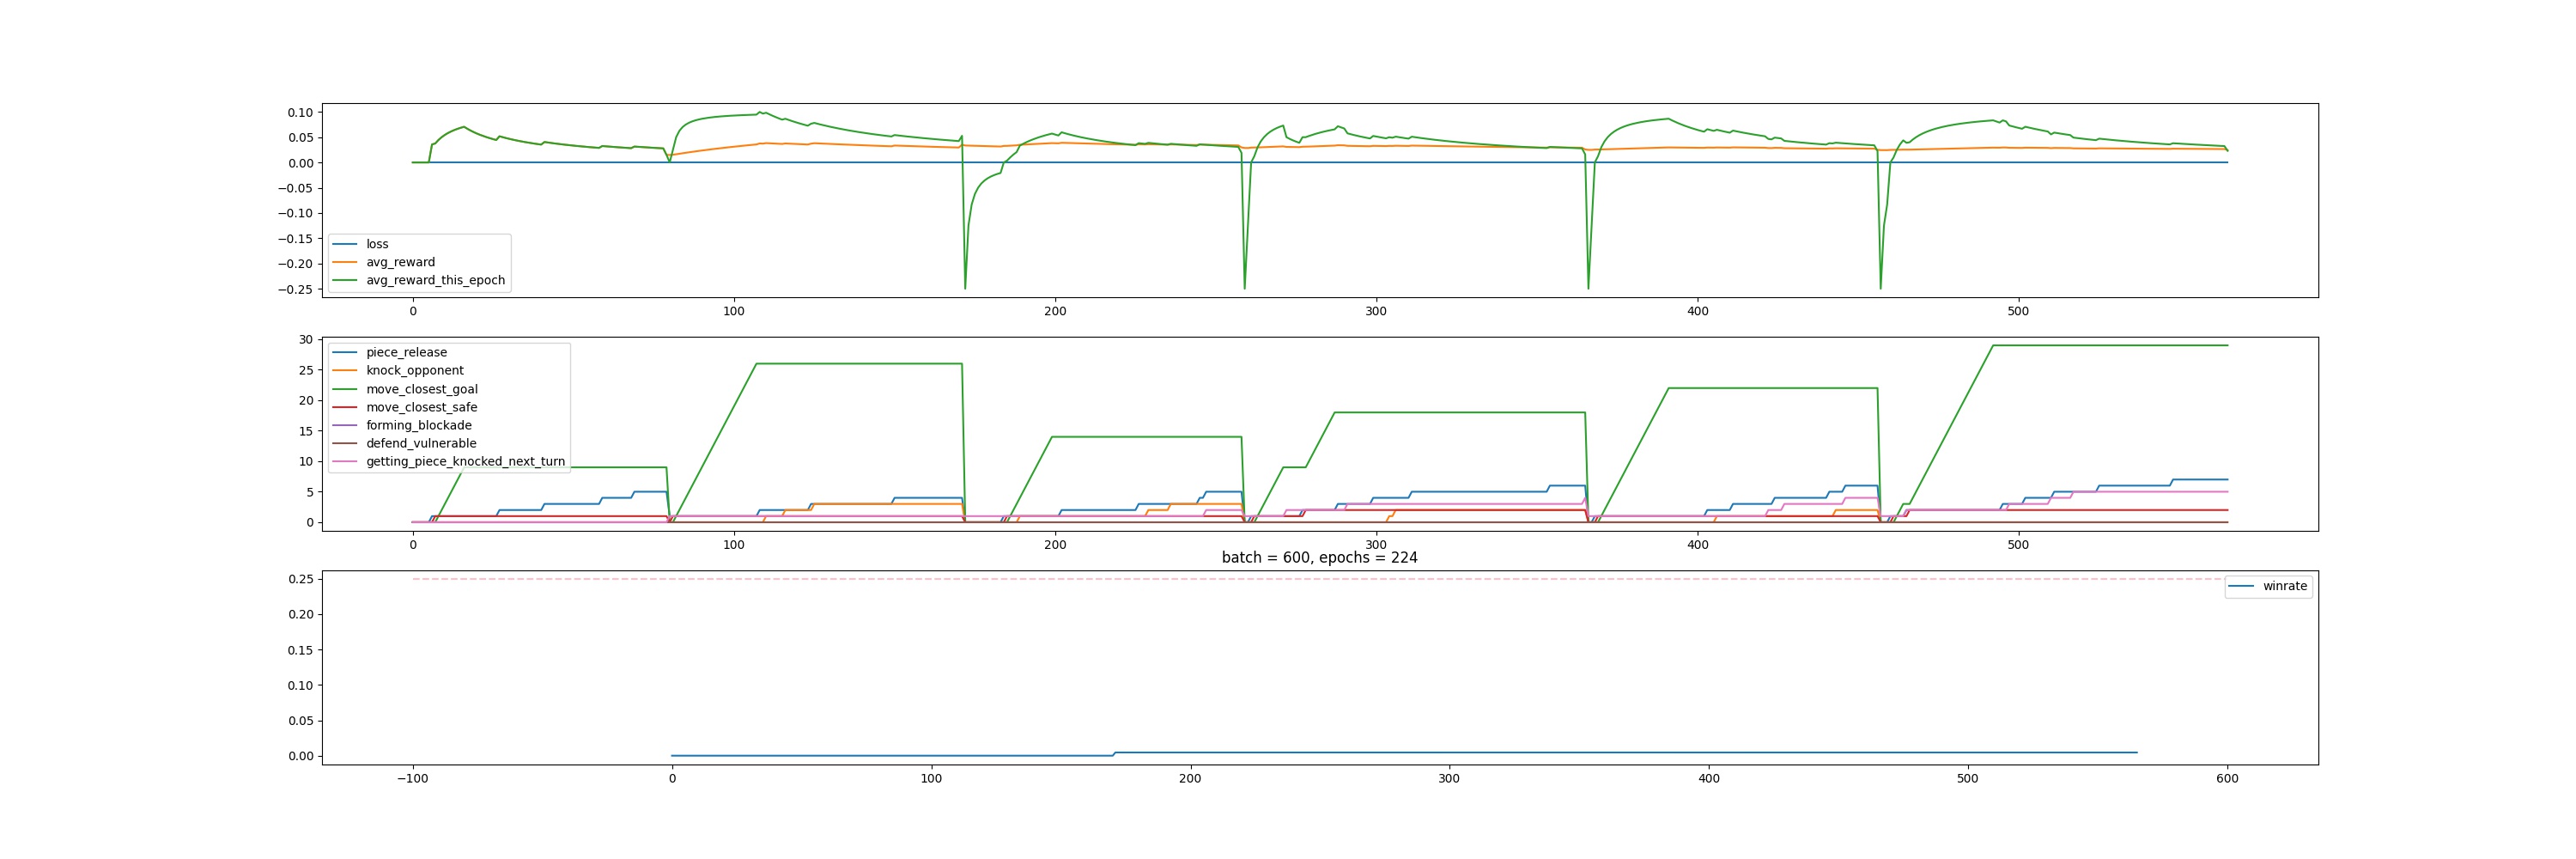 0.10
0.05
0.00
−0.05
−0.10
−0.15
−0.20
−0.25
loss
avg_reward
avg_reward_this_epoch
0 100 200 300 400 500
30
25
20
15
10
5
0
piece_release
knock_opponent
move_closest_goal
move_closest_safe
forming_blockade
defend_vulnerable
getting_piece_knocked_next_turn
0 100 200 300 400 500
batch = 600, epochs = 224
0.25
0.20
0.15
0.10
0.05
0.00
winrate
−100 0 100 200 300 400 500 600